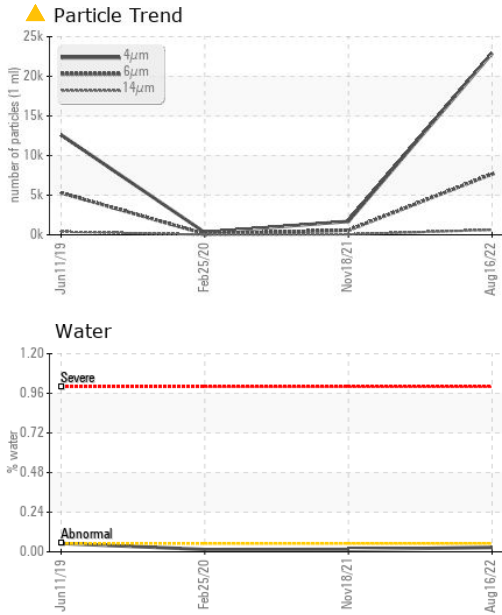 Particle Trend
25k
20k
15k
10k
5k
0k
number of particles (1 ml)
4μm
6μm
14μm
Jun11/19
Feb25/20
Nov18/21
Aug16/22
Water
1.20
0.96
0.72
0.48
0.24
0.00
% water
Severe
Abnormal
Jun11/19
Feb25/20
Nov18/21
Aug16/22